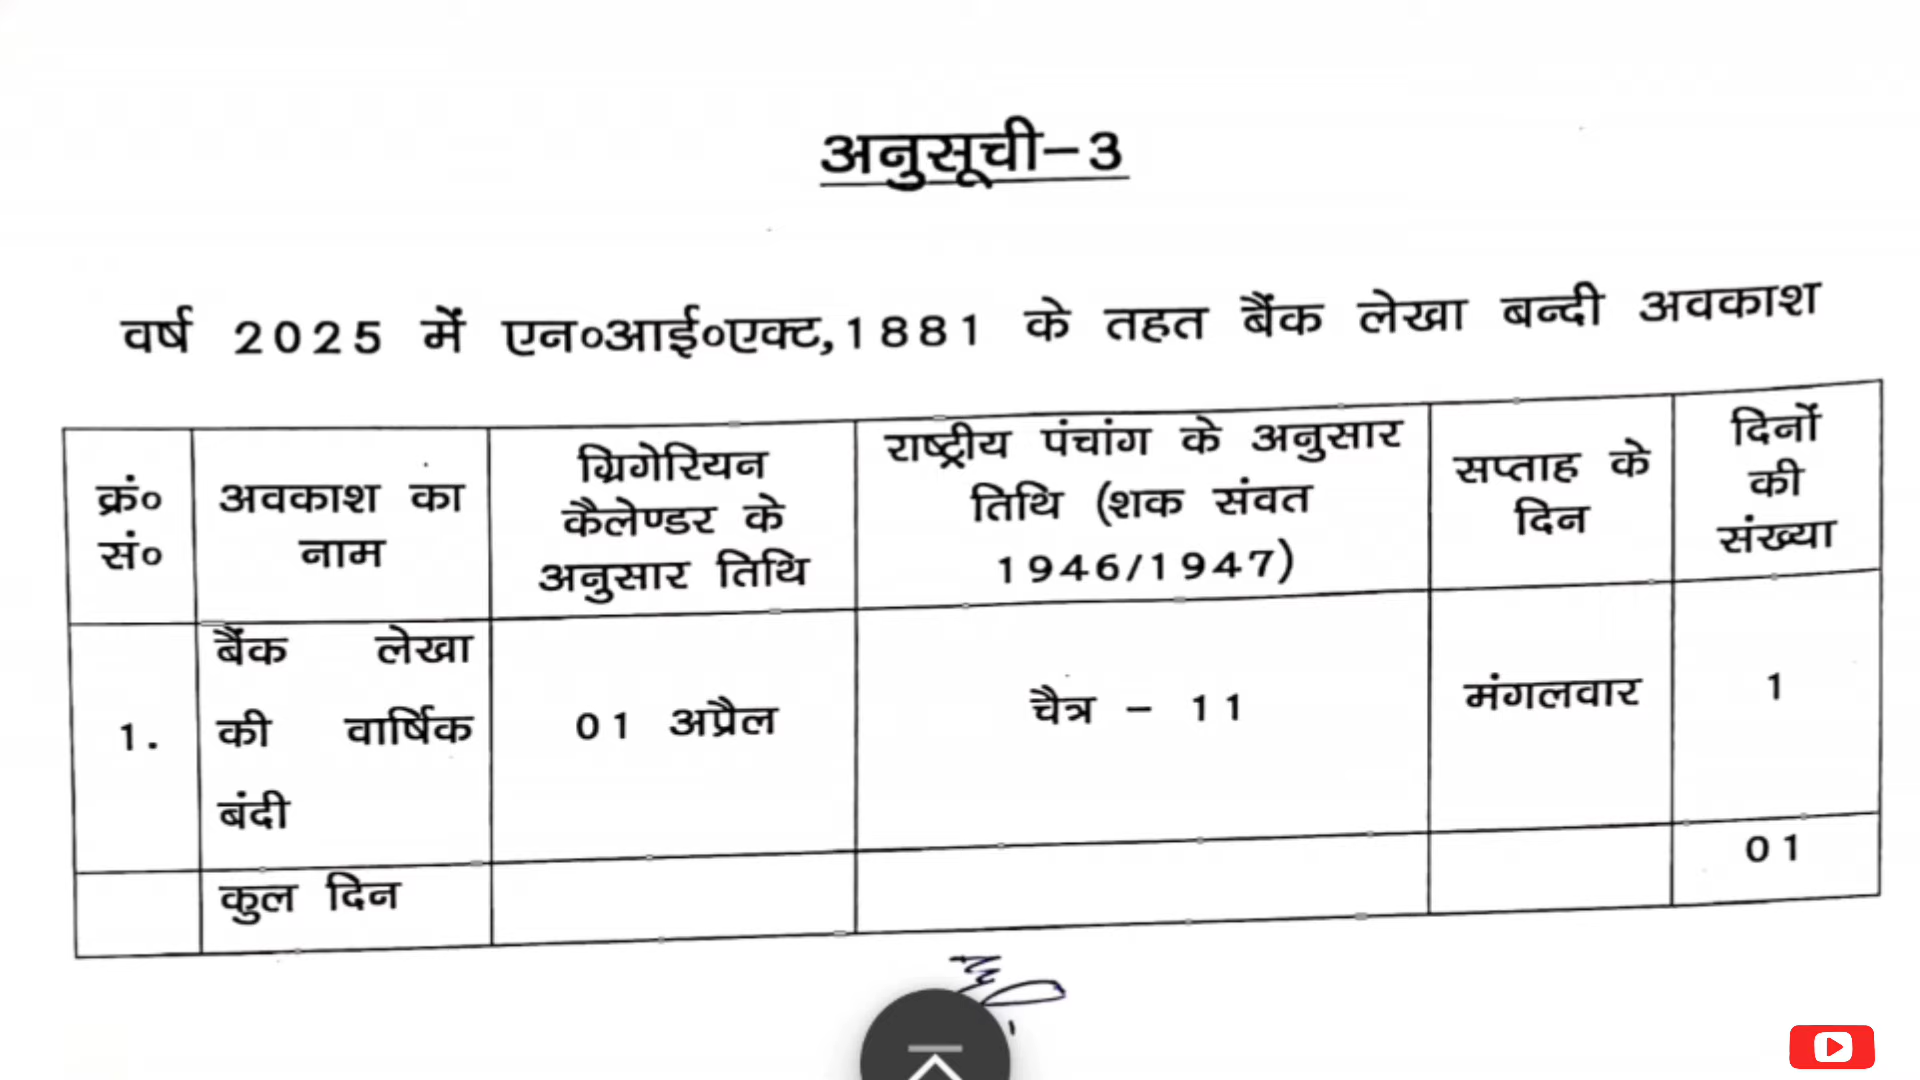 अनुसूची-3
वर्ष 2025 में एन०आई०एक्ट,1881 के तहत बैंक लेखा बन्दी अवकाश
क्रं०
सं०
अवकाश का
नाम
ग्रिगेरियन
कैलेण्डर के
अनुसार तिथि
राष्ट्रीय पंचांग के अनुसार
तिथि (शक संवत
1946/1947)
सप्ताह के
दिन
दिनों
की
संख्या
1.
बैंक लेखा
की वार्षिक
बंदी
01 अप्रैल
चैत्र - 11
मंगलवार
1
कुल दिन
01